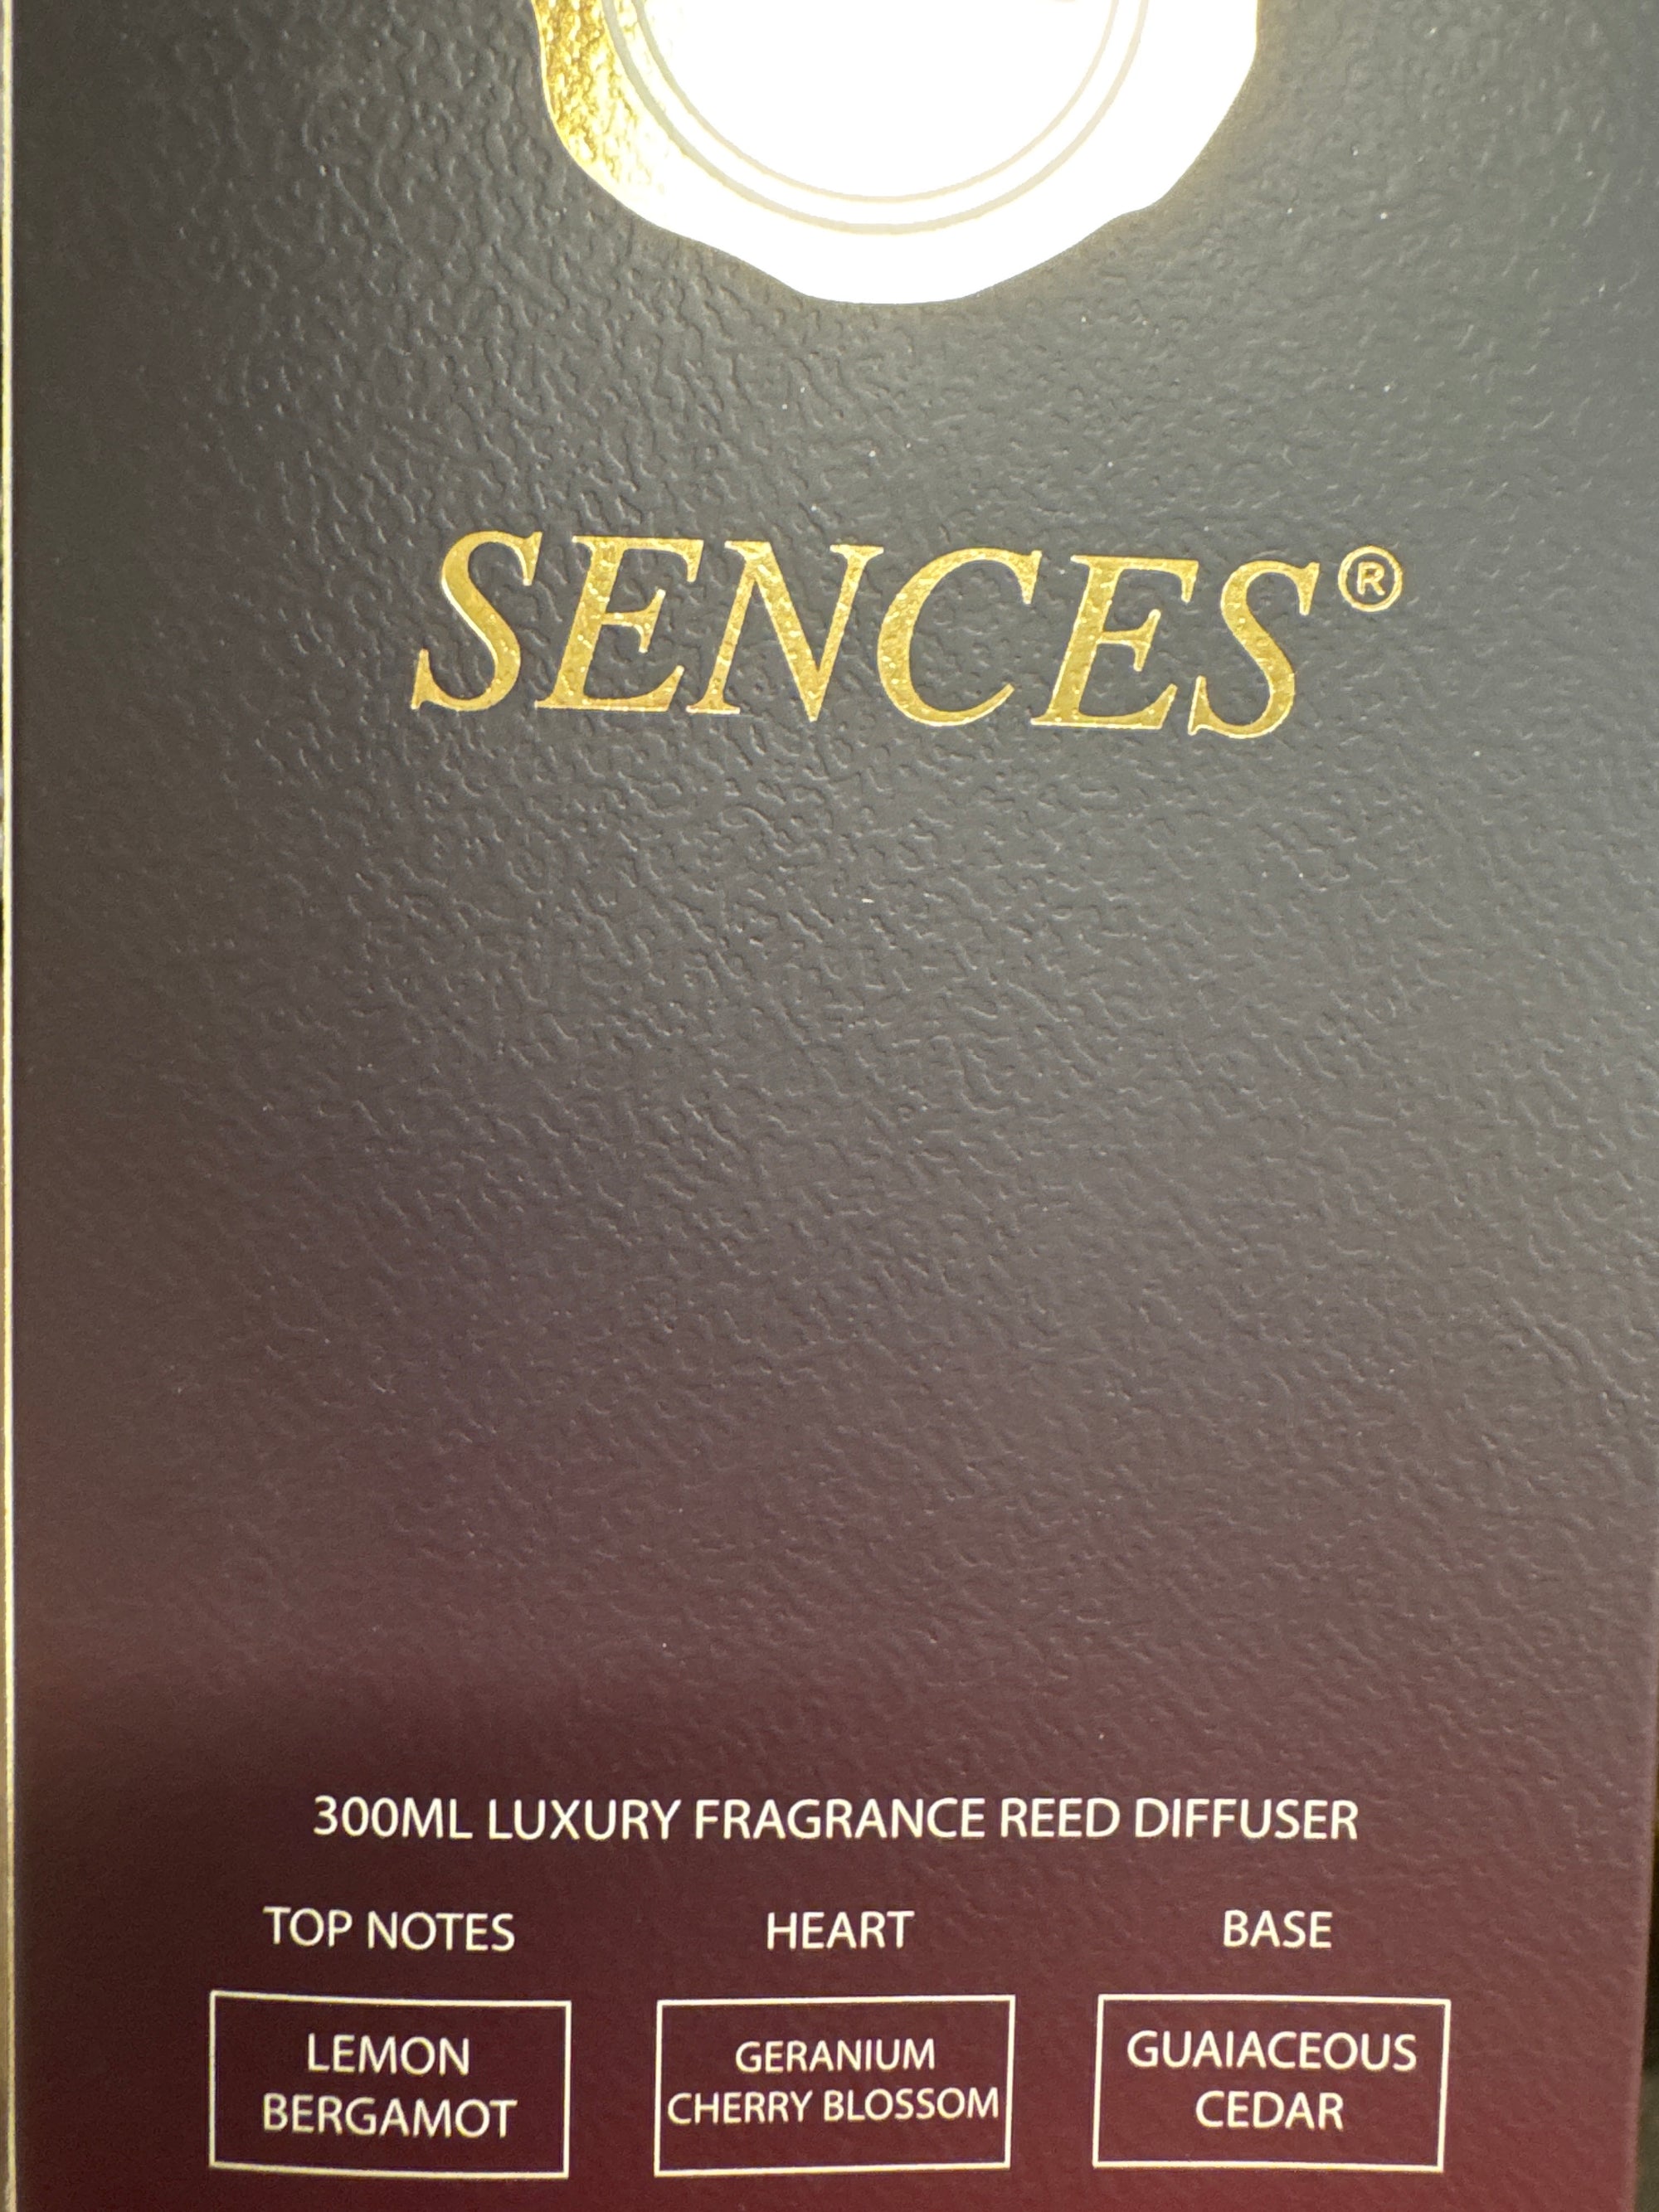 SENCES®
300ML LUXURY FRAGRANCE REED DIFFUSER
TOP NOTES
LEMON
BERGAMOT
HEART
GERANIUM
CHERRY BLOSSOM
BASE
GUAIACEOUS
CEDAR